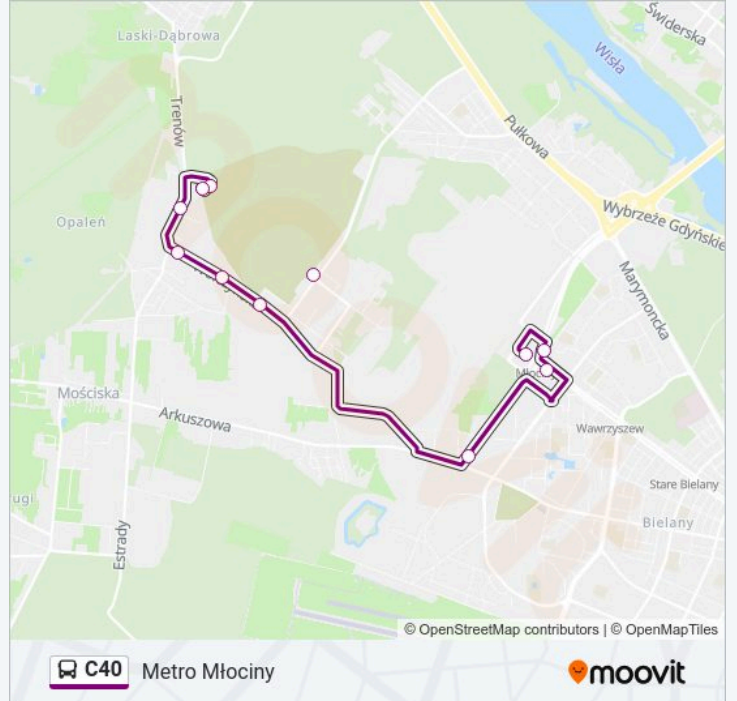 Laski-Dąbrowa
Świderska
Wisła
Trenów
Pułkowa
Opaleń
Wybrzeże Gdyńskie
Marymoncka
Mościska
Arkuszowa
Wawrzyszew
Stare Bielany
Bielany
Estrady
© OpenStreetMap contributors | © OpenMapTiles
C40 Metro Młociny
moovit